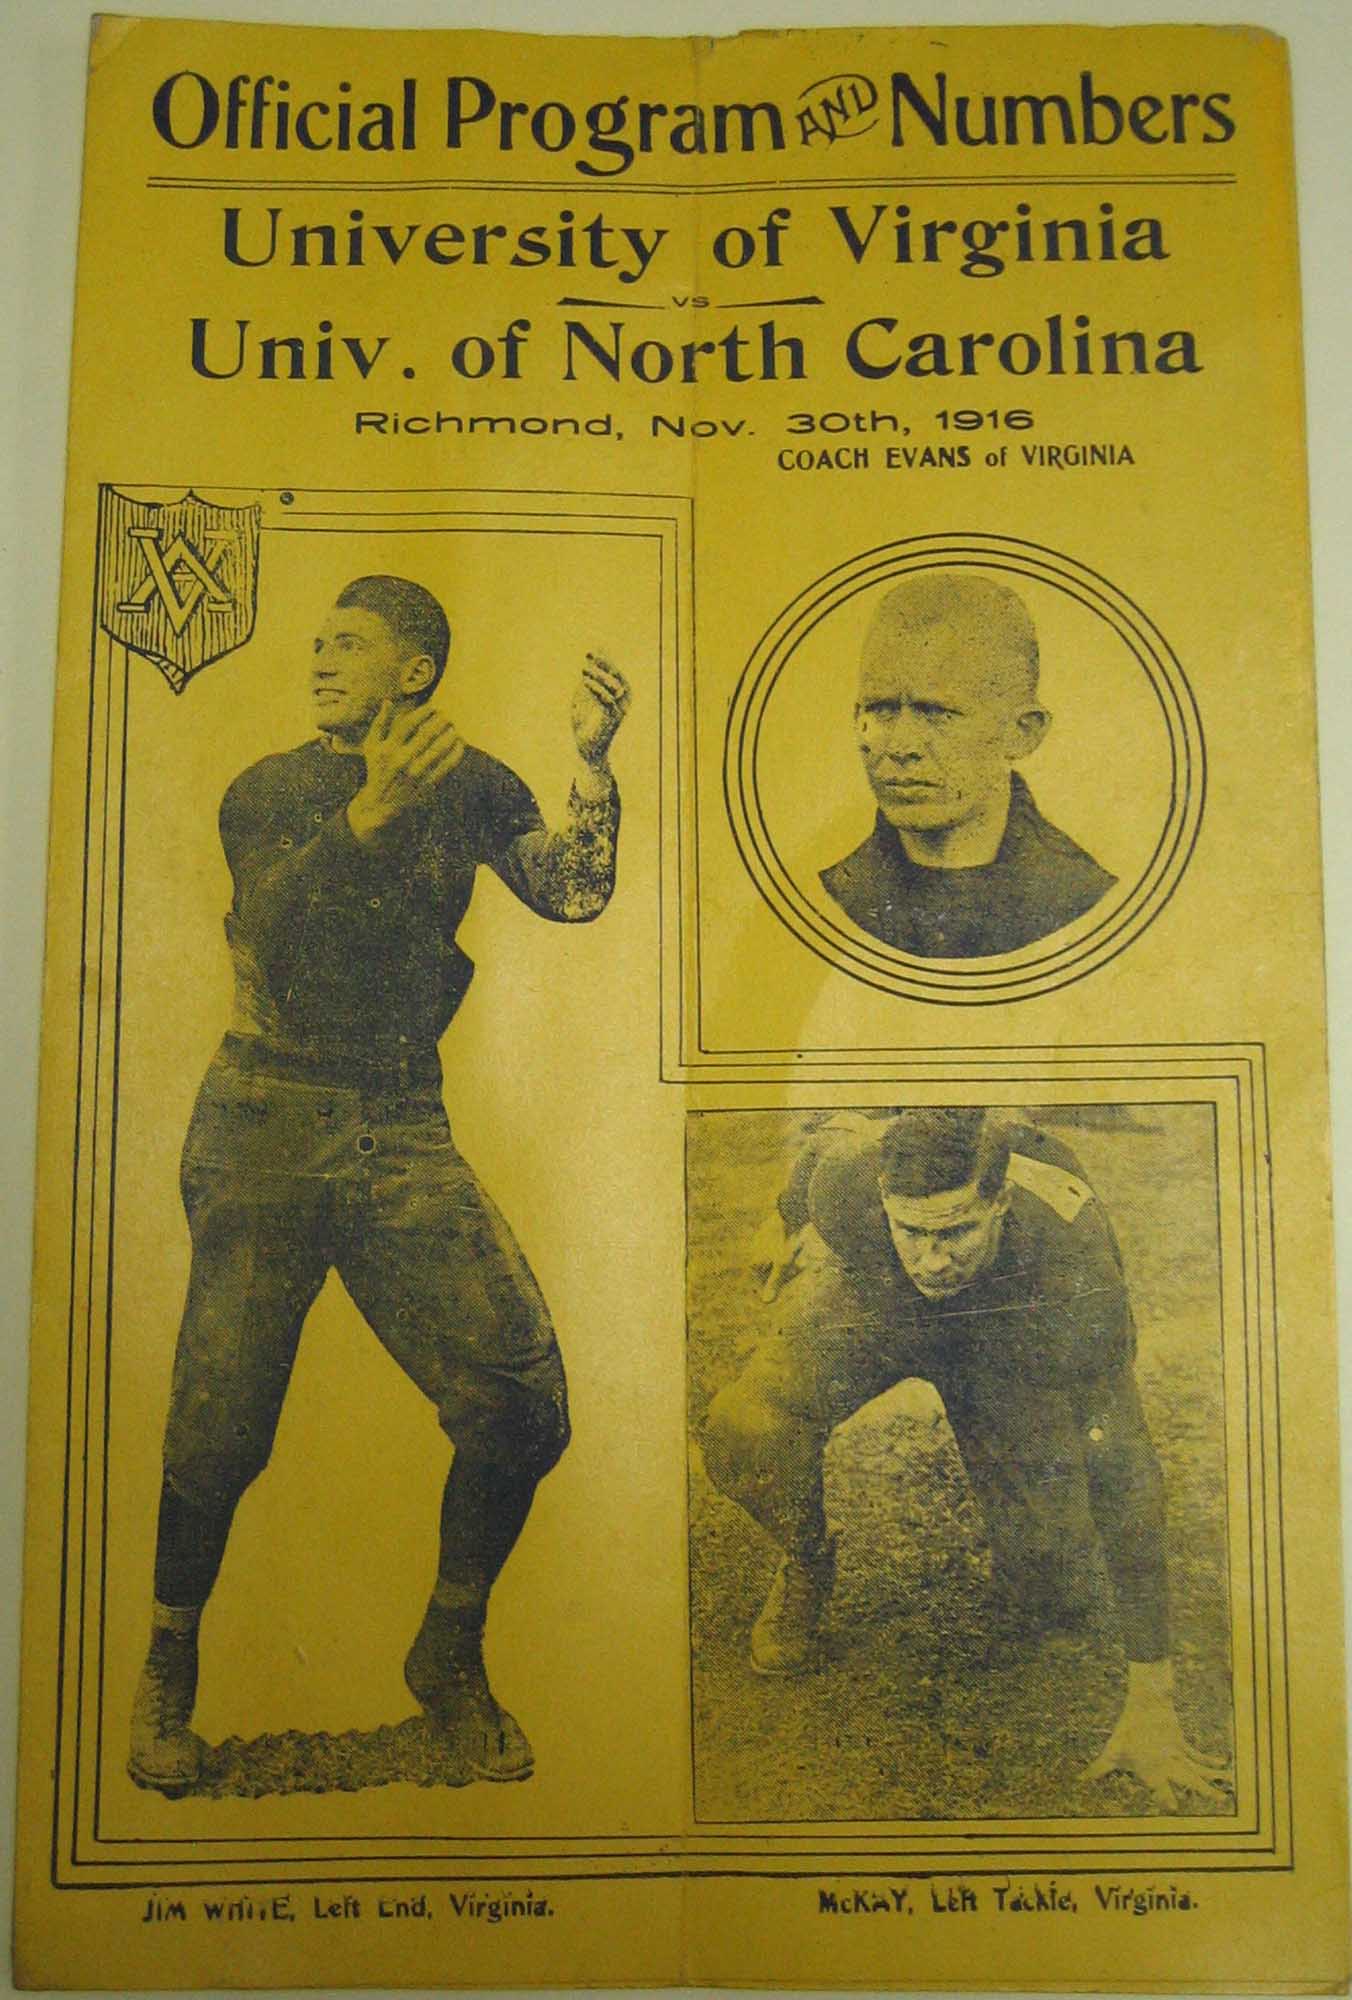 Official Program AND Numbers
University of Virginia
vs
Univ. of North Carolina
Richmond, Nov. 30th, 1916
COACH EVANS of VIRGINIA
JIM WHITE, Left End, Virginia.
McKAY, Left Tackle, Virginia.